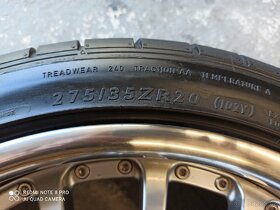 TREADWEAR 240 TRACTION AA TEMPERATURE A
275/35ZR20 (102Y)
REDMI NOTE 8 PRO
AI QUAD CAMERA